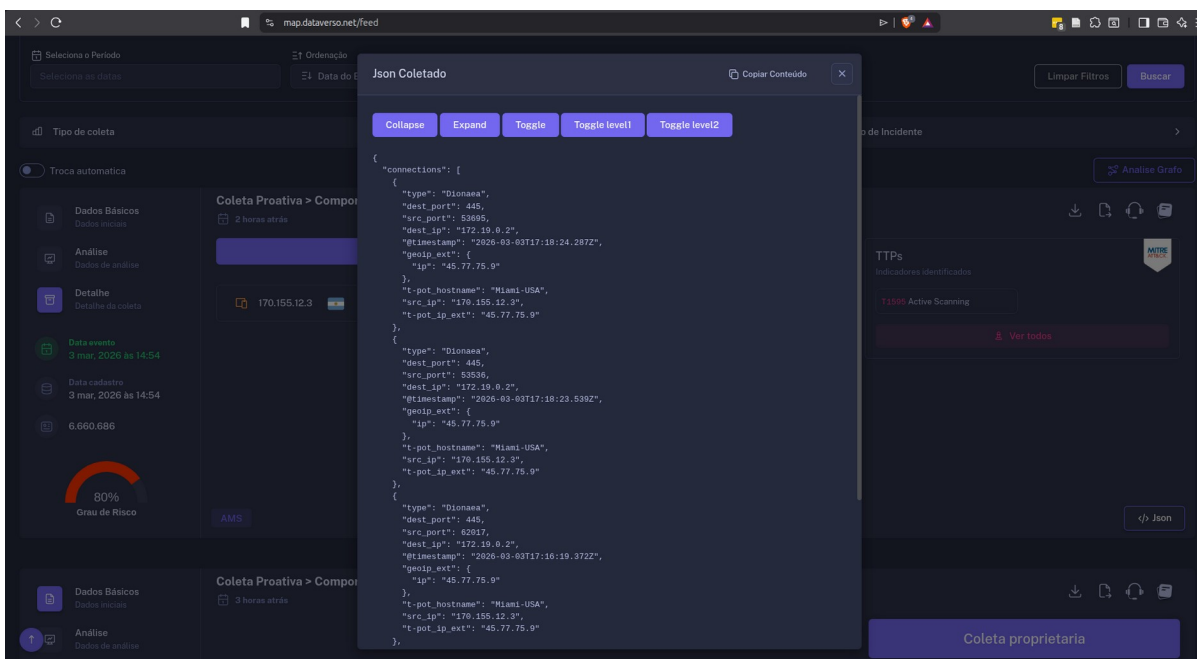 map.dataverso.net/feed
Seleciona o Período
Seleciona as datas
Ordenação
Data do E
Limpar Filtros
Buscar
Tipo de coleta
o de Incidente
Troca automatica
Analise Grafo
Dados Básicos
Dados iniciais
Análise
Dados de análise
Detalhe
Detalhe da coleta
Data evento
3 mar, 2026 às 14:54
Data cadastro
3 mar, 2026 às 14:54
6.660.686
80%
Grau de Risco
Coleta Proativa > Compor
2 horas atrás
170.155.12.3
AMS
Json Coletado
Copiar Conteúdo
Collapse Expand Toggle Toggle level1 Toggle level2
{
"connections": [
{
"type": "Dionaea",
"dest_port": 445,
"src_port": 53695,
"dest_ip": "172.19.0.2",
"@timestamp": "2026-03-03T17:18:24.287Z",
"geoip_ext": {
"ip": "45.77.75.9"
},
"t-pot_hostname": "Miami-USA",
"src_ip": "170.155.12.3",
"t-pot_ip_ext": "45.77.75.9"
},
{
"type": "Dionaea",
"dest_port": 445,
"src_port": 53536,
"dest_ip": "172.19.0.2",
"@timestamp": "2026-03-03T17:18:23.539Z",
"geoip_ext": {
"ip": "45.77.75.9"
},
"t-pot_hostname": "Miami-USA",
"src_ip": "170.155.12.3",
"t-pot_ip_ext": "45.77.75.9"
},
{
"type": "Dionaea",
"dest_port": 445,
"src_port": 62017,
"dest_ip": "172.19.0.2",
"@timestamp": "2026-03-03T17:16:19.372Z",
"geoip_ext": {
"ip": "45.77.75.9"
},
"t-pot_hostname": "Miami-USA",
"src_ip": "170.155.12.3",
"t-pot_ip_ext": "45.77.75.9"
},
TTPs
Indicadores identificados
MITRE
T1595 Active Scanning
Ver todos
</> Json
Dados Básicos
Dados iniciais
Análise
Dados de análise
Coleta Proativa > Compor
3 horas atrás
Coleta proprietaria